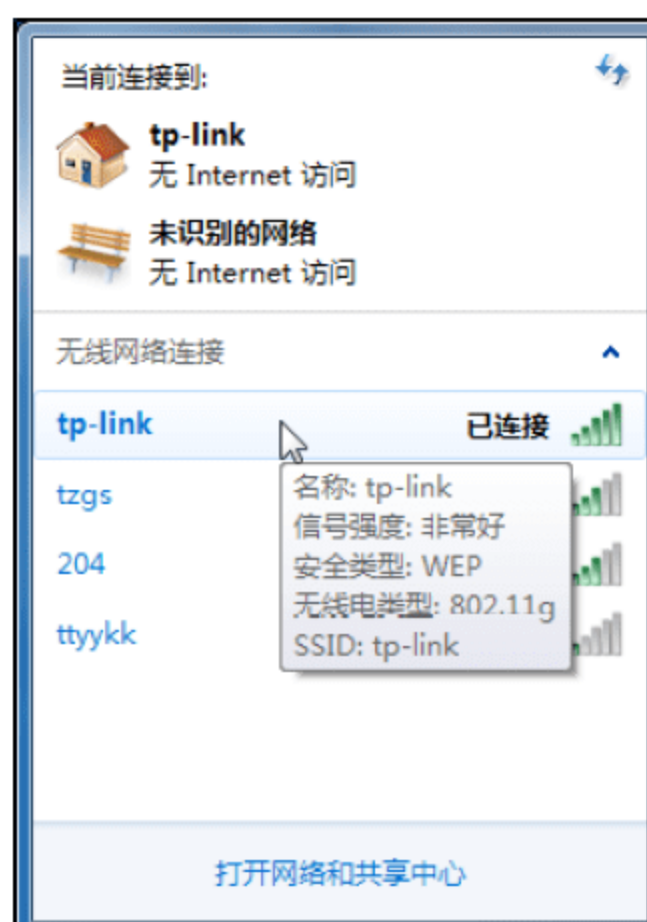 当前连接到:
tp-link
无 Internet 访问
未识别的网络
无 Internet 访问
无线网络连接
tp-link 已连接
tzgs
204
ttyykk
名称: tp-link
信号强度: 非常好
安全类型: WEP
无线电类型: 802.11g
SSID: tp-link
打开网络和共享中心